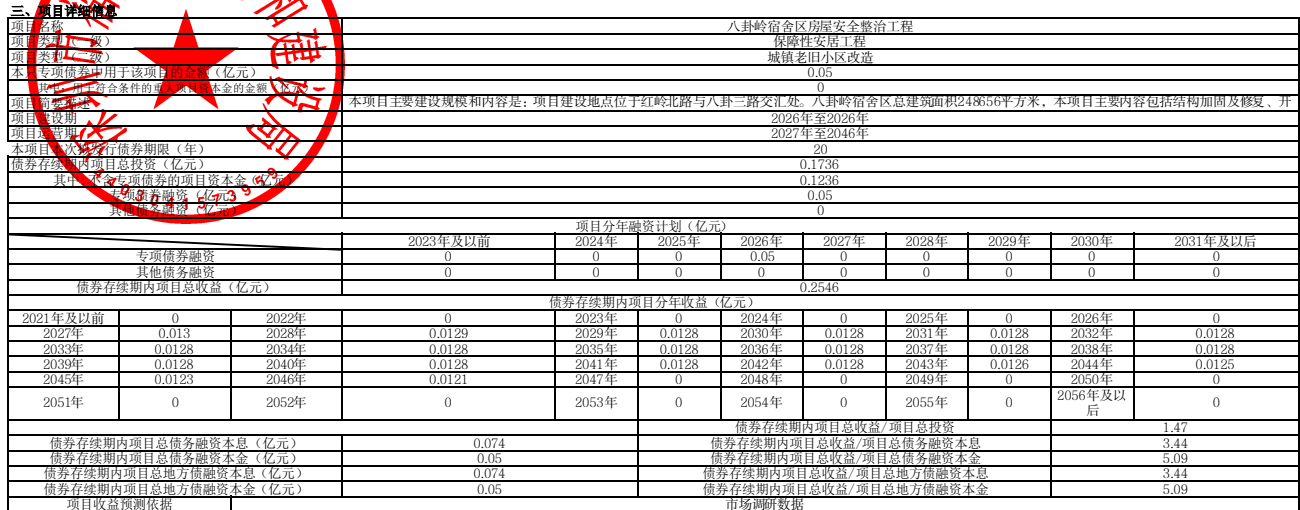 三、项目详细信息
项目名称 八卦岭宿舍区房屋安全整治工程
项目类型（一级） 保障性安居工程
项目类型（二级） 城镇老旧小区改造
本只专项债券中用于该项目的金额（亿元） 0.05
其中：用于符合条件的重大项目资本金的金额（亿元） 0
项目简要描述 本项目主要建设规模和内容是：项目建设地点位于红岭北路与八卦三路交汇处。八卦岭宿舍区总建筑面积248656平方米，本项目主要内容包括结构加固及修复、开
项目建设期 2026年至2026年
项目运营期 2027年至2046年
本项目本次拟发行债券期限（年） 20
债券存续期内项目总投资（亿元） 0.1736
其中：不含专项债券的项目资本金（亿元） 0.1236
专项债券融资（亿元） 0.05
其他债务融资（亿元） 0
项目分年融资计划（亿元）
2023年及以前 2024年 2025年 2026年 2027年 2028年 2029年 2030年 2031年及以后
专项债券融资 0 0 0 0.05 0 0 0 0 0
其他债务融资 0 0 0 0 0 0 0 0 0
债券存续期内项目总收益（亿元） 0.2546
债券存续期内项目分年收益（亿元）
2021年及以前 0 2022年 0 2023年 0 2024年 0 2025年 0 2026年 0
2027年 0.013 2028年 0.0129 2029年 0.0128 2030年 0.0128 2031年 0.0128 2032年 0.0128
2033年 0.0128 2034年 0.0128 2035年 0.0128 2036年 0.0128 2037年 0.0128 2038年 0.0128
2039年 0.0128 2040年 0.0128 2041年 0.0128 2042年 0.0128 2043年 0.0126 2044年 0.0125
2045年 0.0123 2046年 0.0121 2047年 0 2048年 0 2049年 0 2050年 0
2051年 0 2052年 0 2053年 0 2054年 0 2055年 0 2056年及以后 0
债券存续期内项目总收益/项目总投资 1.47
债券存续期内项目总债务融资本息（亿元） 0.074 债券存续期内项目总收益/项目总债务融资本息 3.44
债券存续期内项目总债务融资本金（亿元） 0.05 债券存续期内项目总收益/项目总债务融资本金 5.09
债券存续期内项目总地方债融资本息（亿元） 0.074 债券存续期内项目总收益/项目总地方债融资本息 3.44
债券存续期内项目总地方债融资本金（亿元） 0.05 债券存续期内项目总收益/项目总地方债融资本金 5.09
项目收益预测依据 市场调研数据